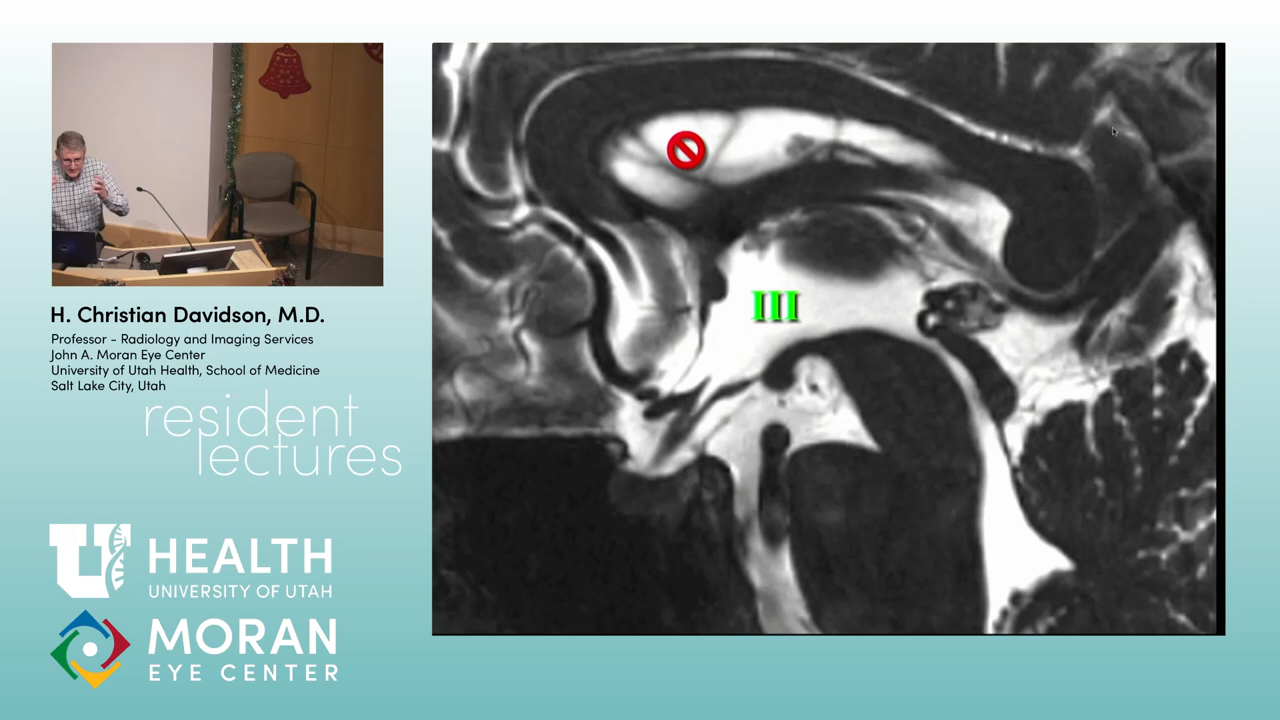 III
H. Christian Davidson, M.D.
Professor - Radiology and Imaging Services
John A. Moran Eye Center
University of Utah Health, School of Medicine
Salt Lake City, Utah
resident
lectures
U HEALTH
UNIVERSITY OF UTAH
MORAN
EYE CENTER